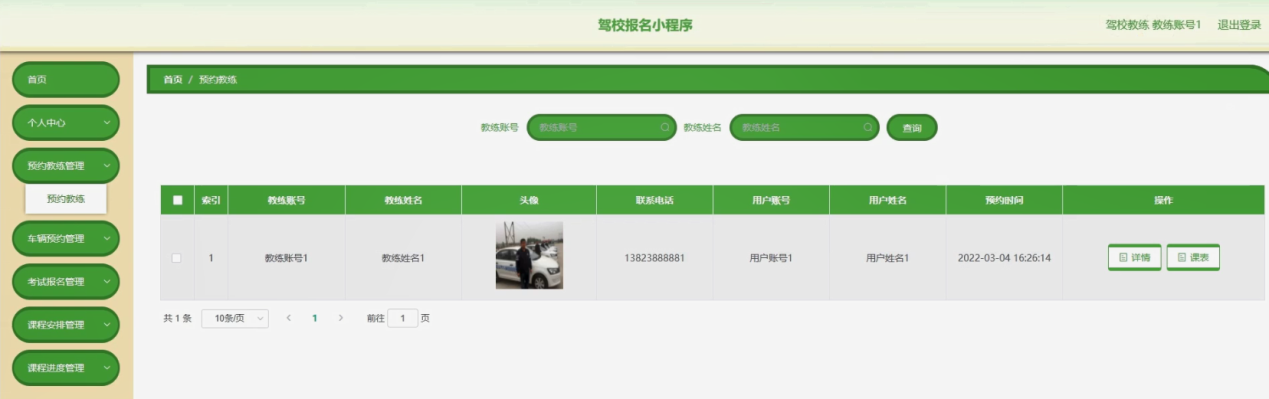 驾校报名小程序
驾校教练 教练账号1 退出登录
首页
个人中心
预约教练管理
预约教练
车辆预约管理
考试报名管理
课程安排管理
课程进度管理
首页 / 预约教练
教练账号 教练账号 教练姓名 教练姓名 查询
索引 教练账号 教练姓名 头像 联系电话 用户账号 用户姓名 预约时间 操作
1 教练账号1 教练姓名1 13823888881 用户账号1 用户姓名1 2022-03-04 16:26:14 详情 课表
共 1 条 10条/页 1 前往 1 页